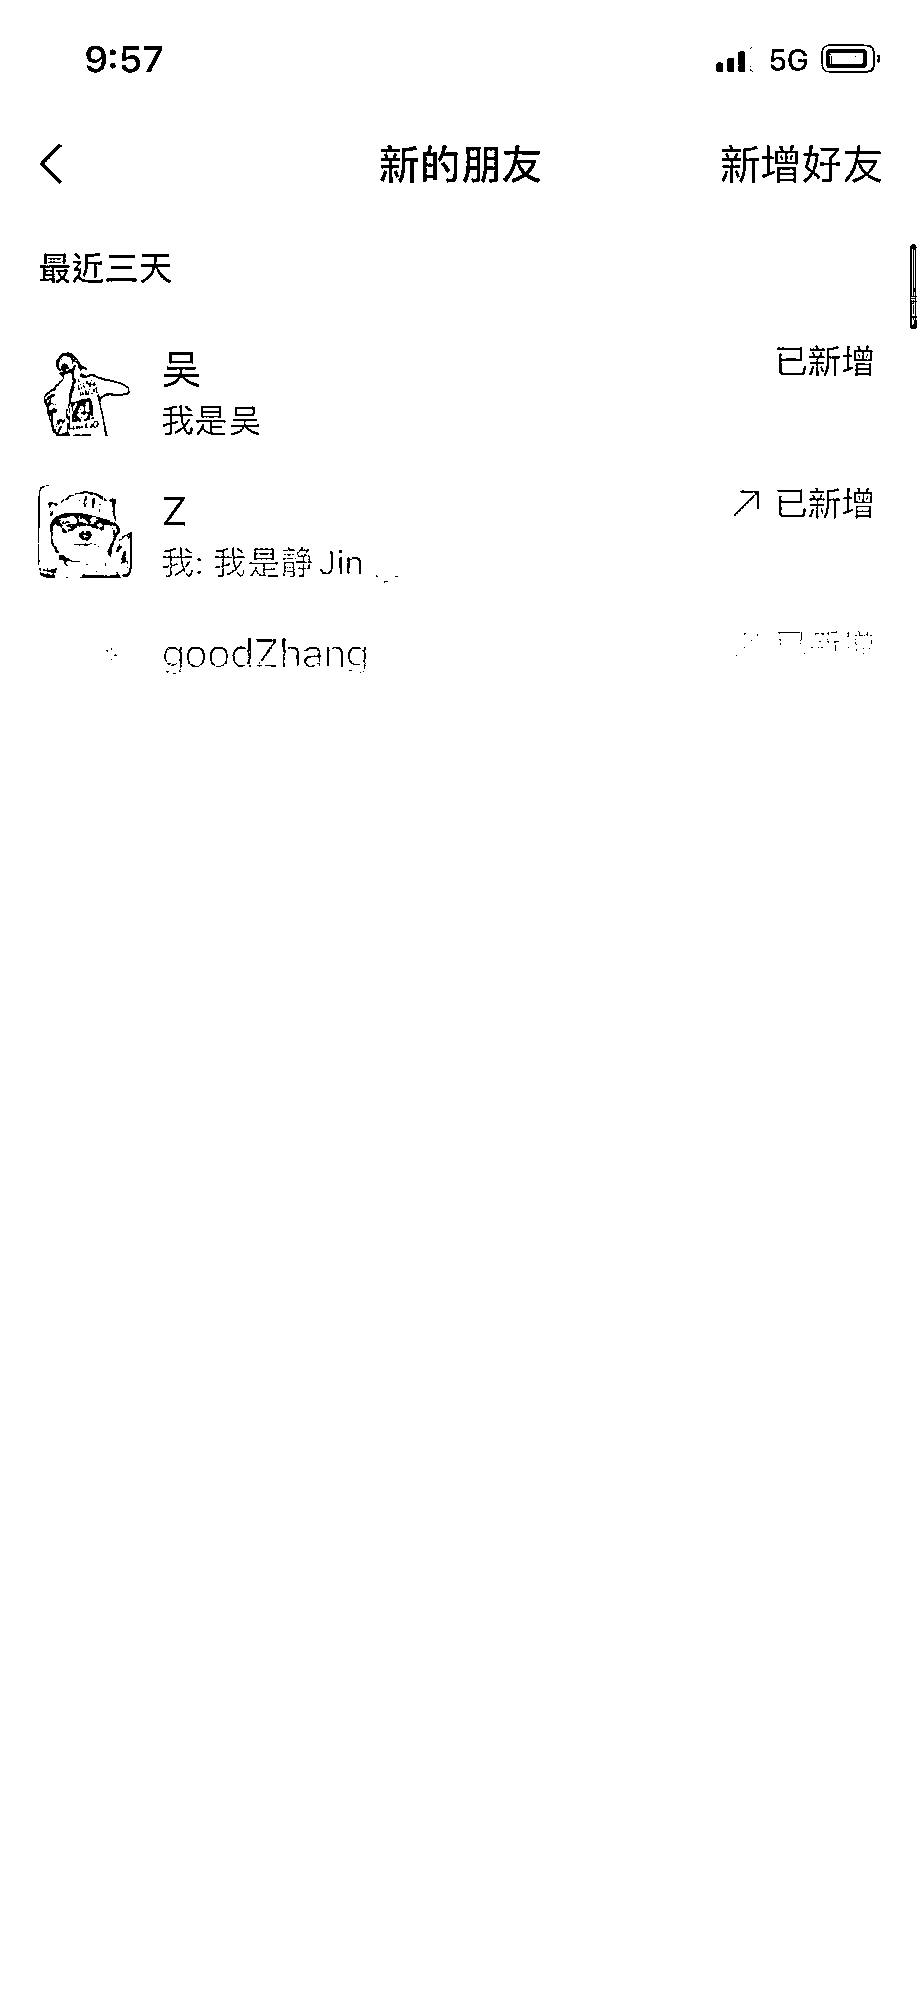 9:57 5G
新的朋友 新增好友
最近三天
吴 已新增
我是吴
Z ↗ 已新增
我: 我是静 Jin
goodZhang 已新增